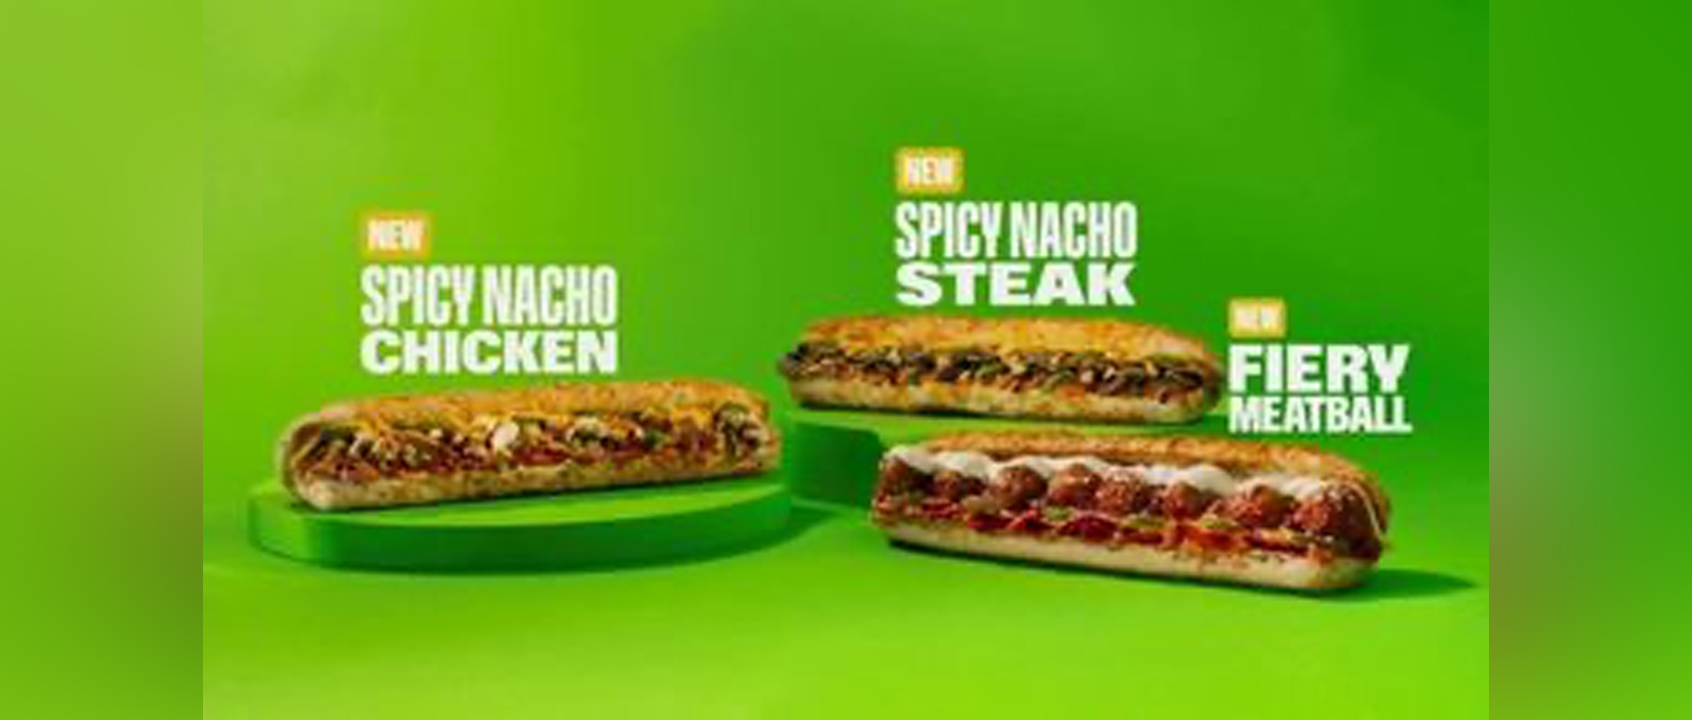 NEW
SPICY NACHO
CHICKEN
NEW
SPICY NACHO
STEAK
NEW
FIERY
MEATBALL